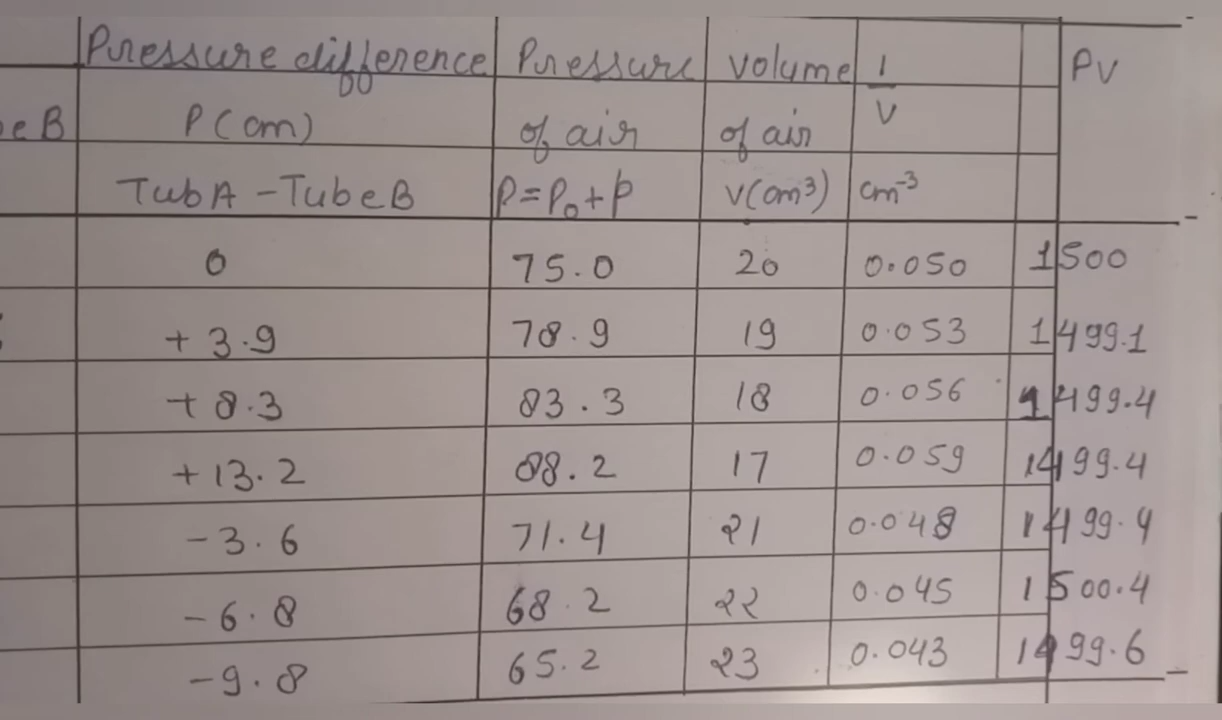 Pressure difference Pressure volume 1 PV
eB P(cm) of air of air V
TubA - TubeB P=P₀+p V(cm³) cm⁻³
0 75.0 20 0.050 1500
+3.9 78.9 19 0.053 1499.1
+8.3 83.3 18 0.056 1499.4
+13.2 88.2 17 0.059 1499.4
-3.6 71.4 21 0.048 1499.4
-6.8 68.2 22 0.045 1500.4
-9.8 65.2 23 0.043 1499.6